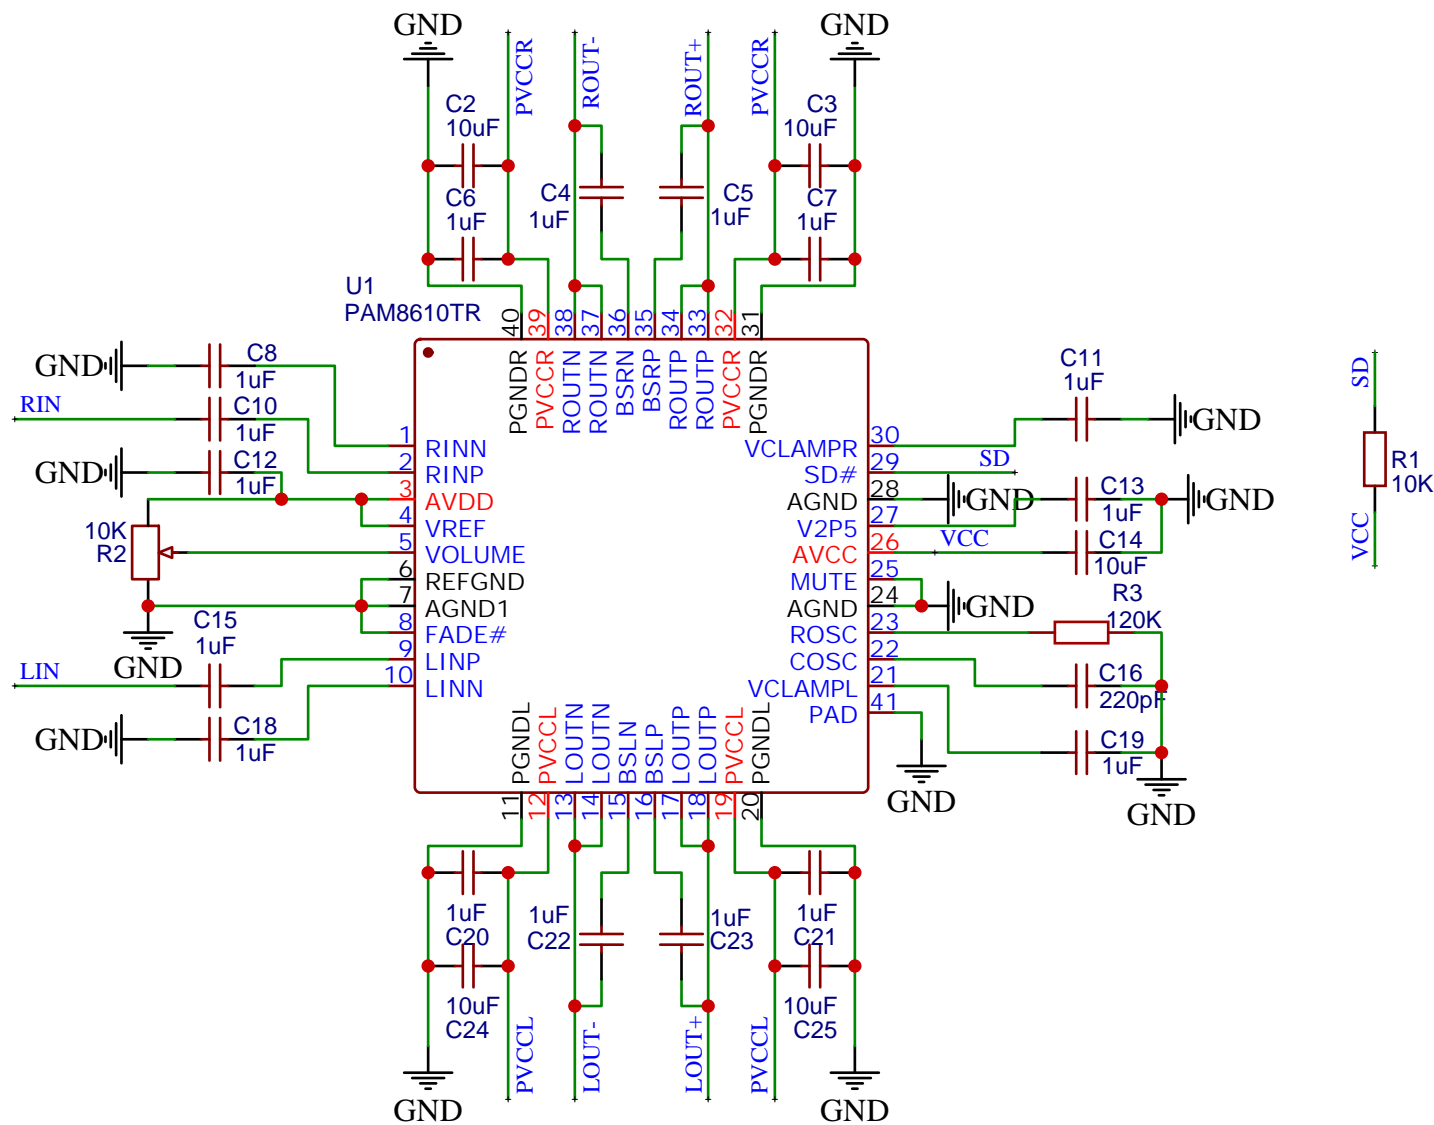 GND
PVCCR
ROUT-
ROUT+
PVCCR
GND
C2
10uF
C6
1uF
C4
1uF
C5
1uF
C3
10uF
C7
1uF
U1
PAM8610TR
40
39
38
37
36
35
34
33
32
31
PGNDR
PVCCR
ROUTN
ROUTN
BSRN
BSRP
ROUTP
ROUTP
PVCCR
PGNDR
GND
C8
1uF
RIN
C10
1uF
GND
C12
1uF
10K
R2
GND
C15
1uF
LIN
GND
C18
1uF
1 RINN
2 RINP
3 AVDD
4 VREF
5 VOLUME
6 REFGND
7 AGND1
8 FADE#
9 LINP
10 LINN
VCLAMPR 30
SD# 29
AGND 28
V2P5 27
AVCC 26
MUTE 25
AGND 24
ROSC 23
COSC 22
VCLAMPL 21
PAD 41
C11
1uF
GND
SD
GND
C13
1uF
GND
VCC
C14
10uF
GND
R3
120K
C16
220pF
C19
1uF
GND
GND
SD
R1
10K
VCC
PGNDL
PVCCL
LOUTN
LOUTN
BSLN
BSLP
LOUTP
LOUTP
PVCCL
PGNDL
11
12
13
14
15
16
17
18
19
20
1uF
C20
10uF
C24
1uF
C22
1uF
C23
1uF
C21
10uF
C25
GND
PVCCL
LOUT-
LOUT+
PVCCL
GND